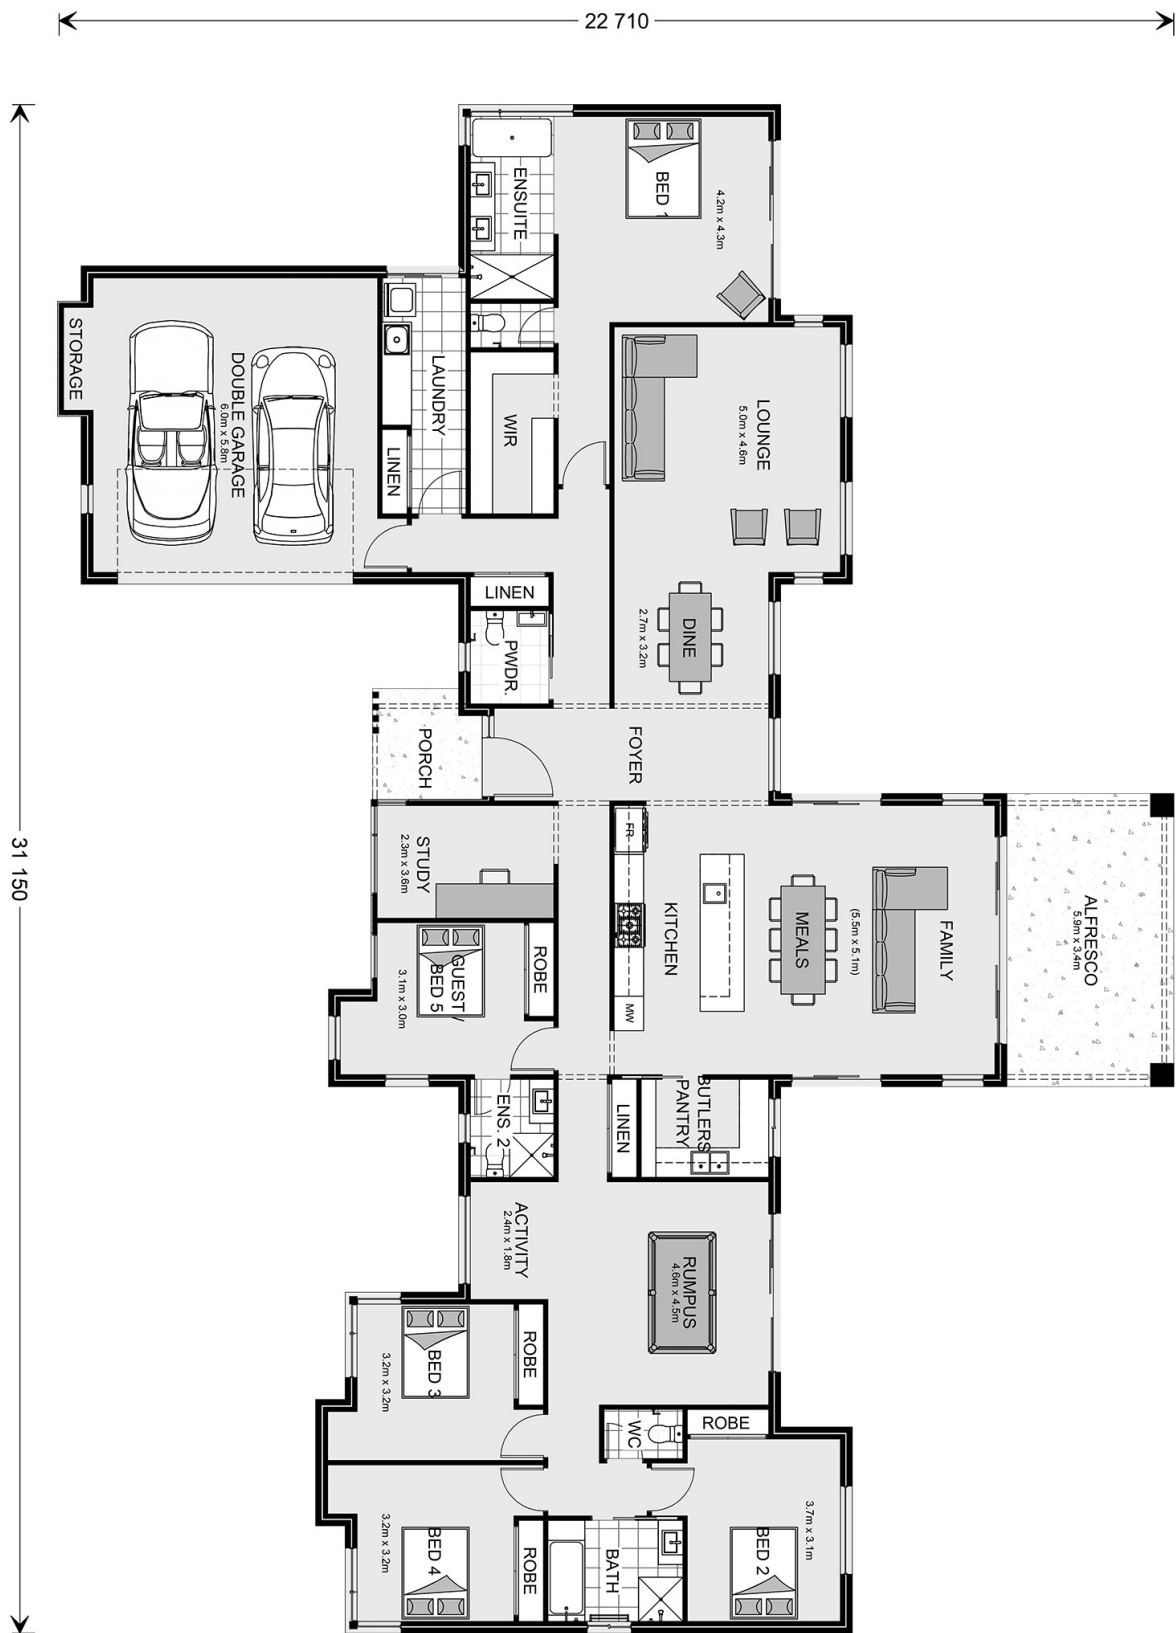 22 710
31 150
ENSUITE
BED 1
4.2m x 4.3m
STORAGE
DOUBLE GARAGE
6.0m x 5.8m
LAUNDRY
LINEN
WIR
LOUNGE
5.0m x 4.6m
LINEN
PWDR.
DINE
2.7m x 3.2m
PORCH
FOYER
STUDY
2.3m x 3.6m
FR
KITCHEN
MW
MEALS
(5.5m x 5.1m)
FAMILY
ALFRESCO
5.9m x 3.4m
GUEST /
BED 5
3.1m x 3.0m
ROBE
ENS. 2
LINEN
BUTLERS
PANTRY
ACTIVITY
2.4m x 1.8m
RUMPUS
4.6m x 4.5m
BED 3
3.2m x 3.2m
ROBE
WC
ROBE
BED 4
3.2m x 3.2m
ROBE
BATH
BED 2
3.7m x 3.1m